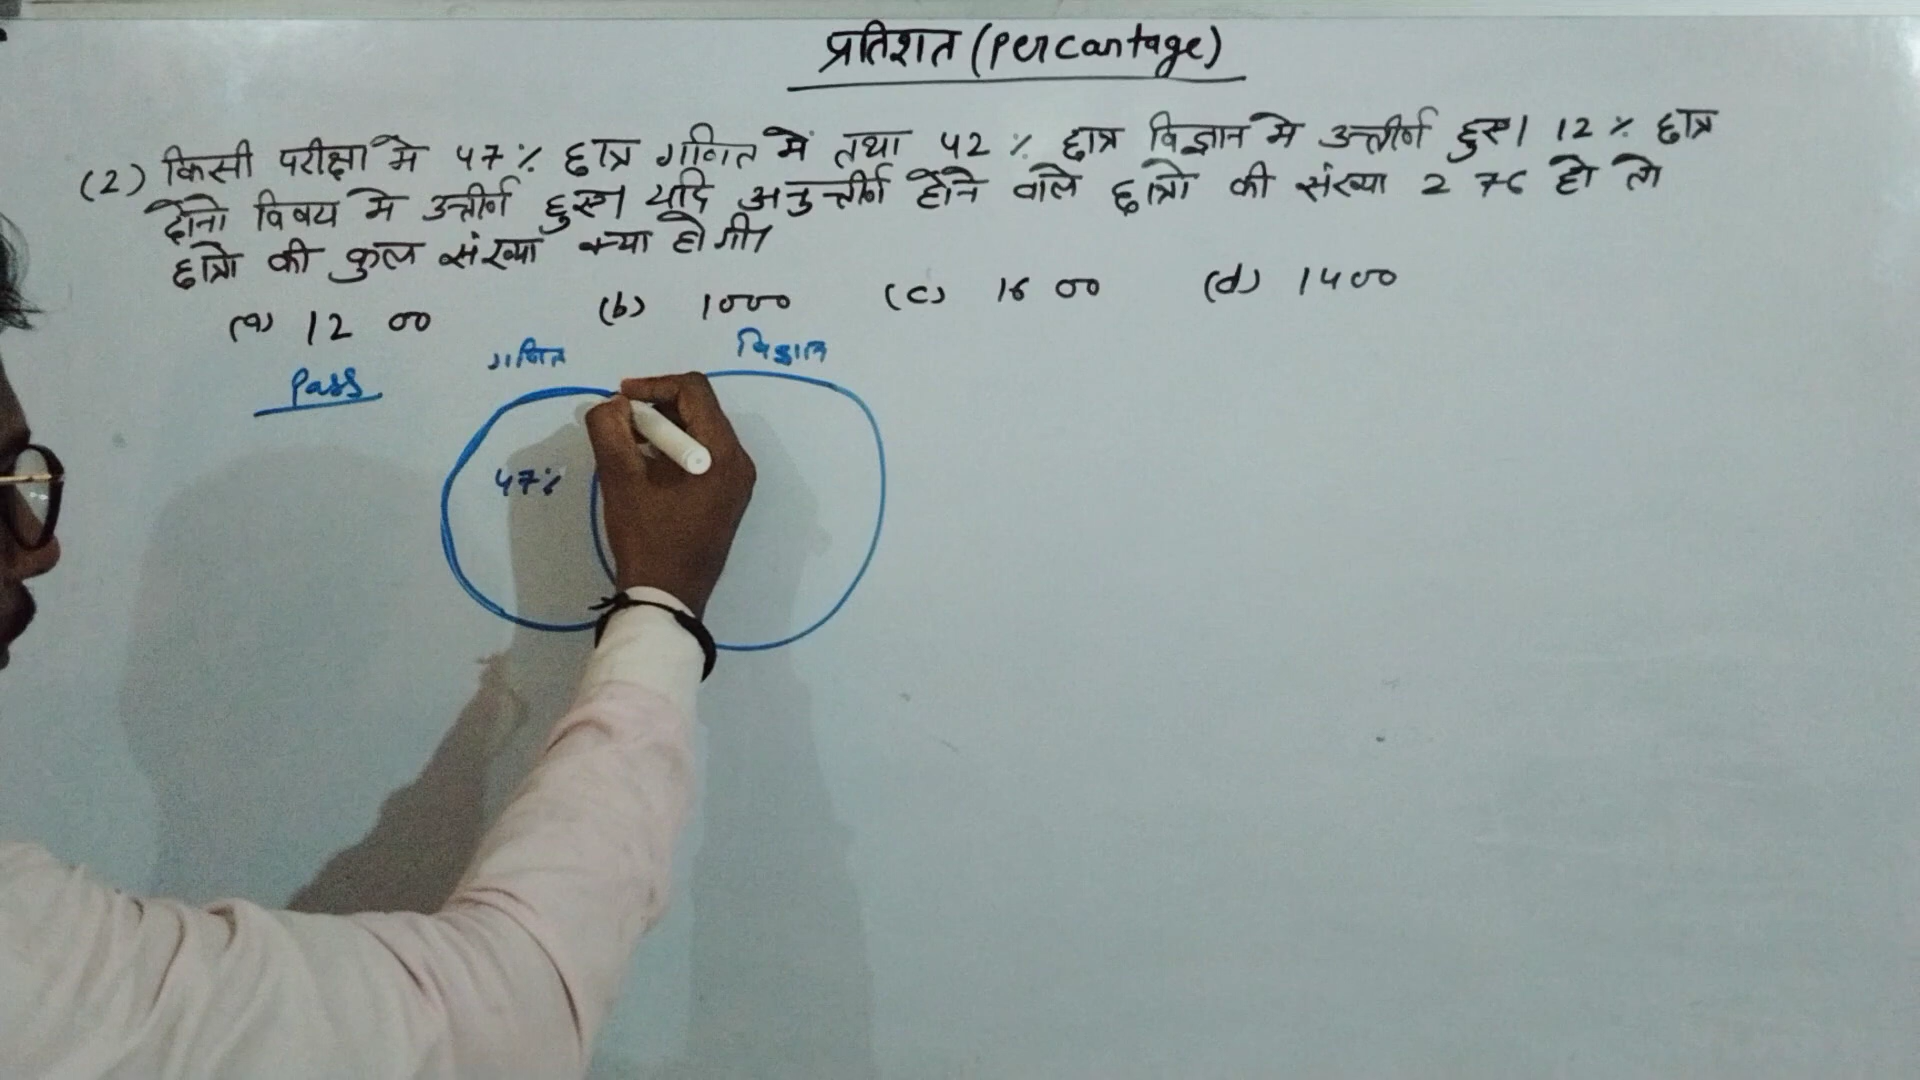 प्रतिशत (percantage)
(2) किसी परीक्षा मे 47% छात्र गणित में तथा 42% छात्र विज्ञान मे उत्तीर्ण हुए। 12% छात्र
दोनो विषय मे उत्तीर्ण हुए। यदि अनुत्तीर्ण होने वाले छात्रो की संख्या 276 हो तो
छात्रो की कुल संख्या क्या होगी।
(a) 1200 (b) 1000 (c) 1600 (d) 1400
गणित विज्ञान
Pass
47%